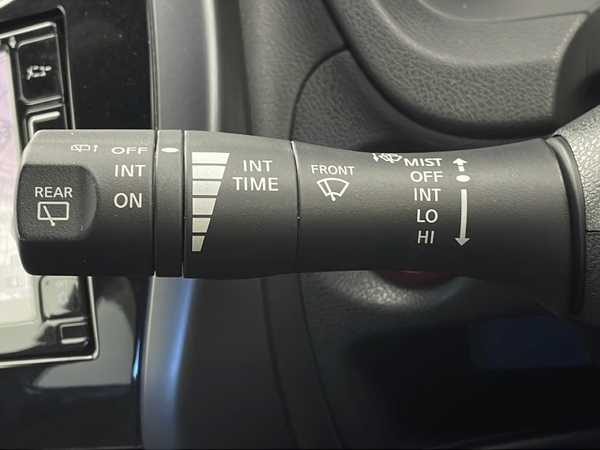 REAR
OFF
INT
ON
INT
TIME
FRONT
MIST
OFF
INT
LO
HI